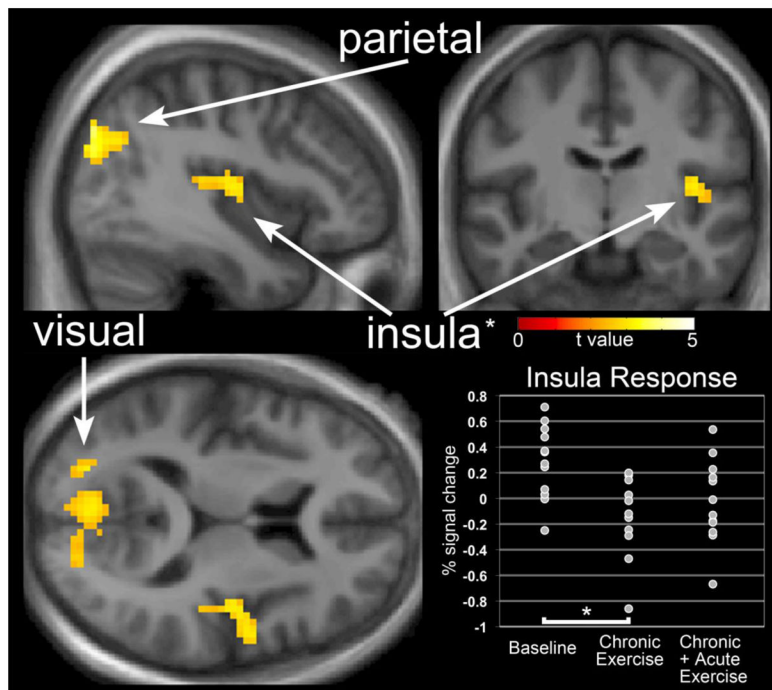 parietal
visual
insula*
0 t value 5
Insula Response
% signal change
0.8
0.6
0.4
0.2
0
-0.2
-0.4
-0.6
-0.8
-1
*
Baseline
Chronic
Exercise
Chronic
+ Acute
Exercise